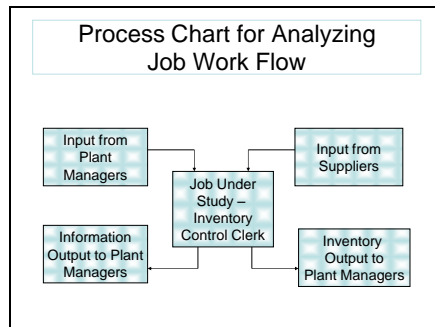 Process Chart for Analyzing
Job Work Flow
Input from
Plant
Managers
Input from
Suppliers
Job Under
Study –
Inventory
Control Clerk
Information
Output to Plant
Managers
Inventory
Output to
Plant Managers